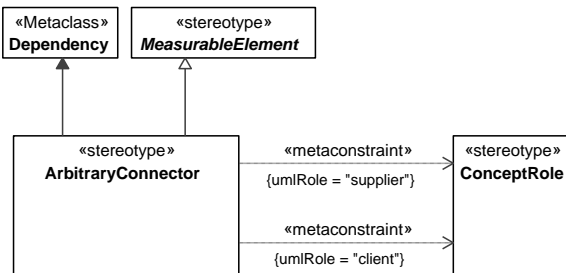 «Metaclass»
Dependency
«stereotype»
MeasurableElement
«stereotype»
ArbitraryConnector
«metaconstraint»
{umlRole = "supplier"}
«stereotype»
ConceptRole
«metaconstraint»
{umlRole = "client"}